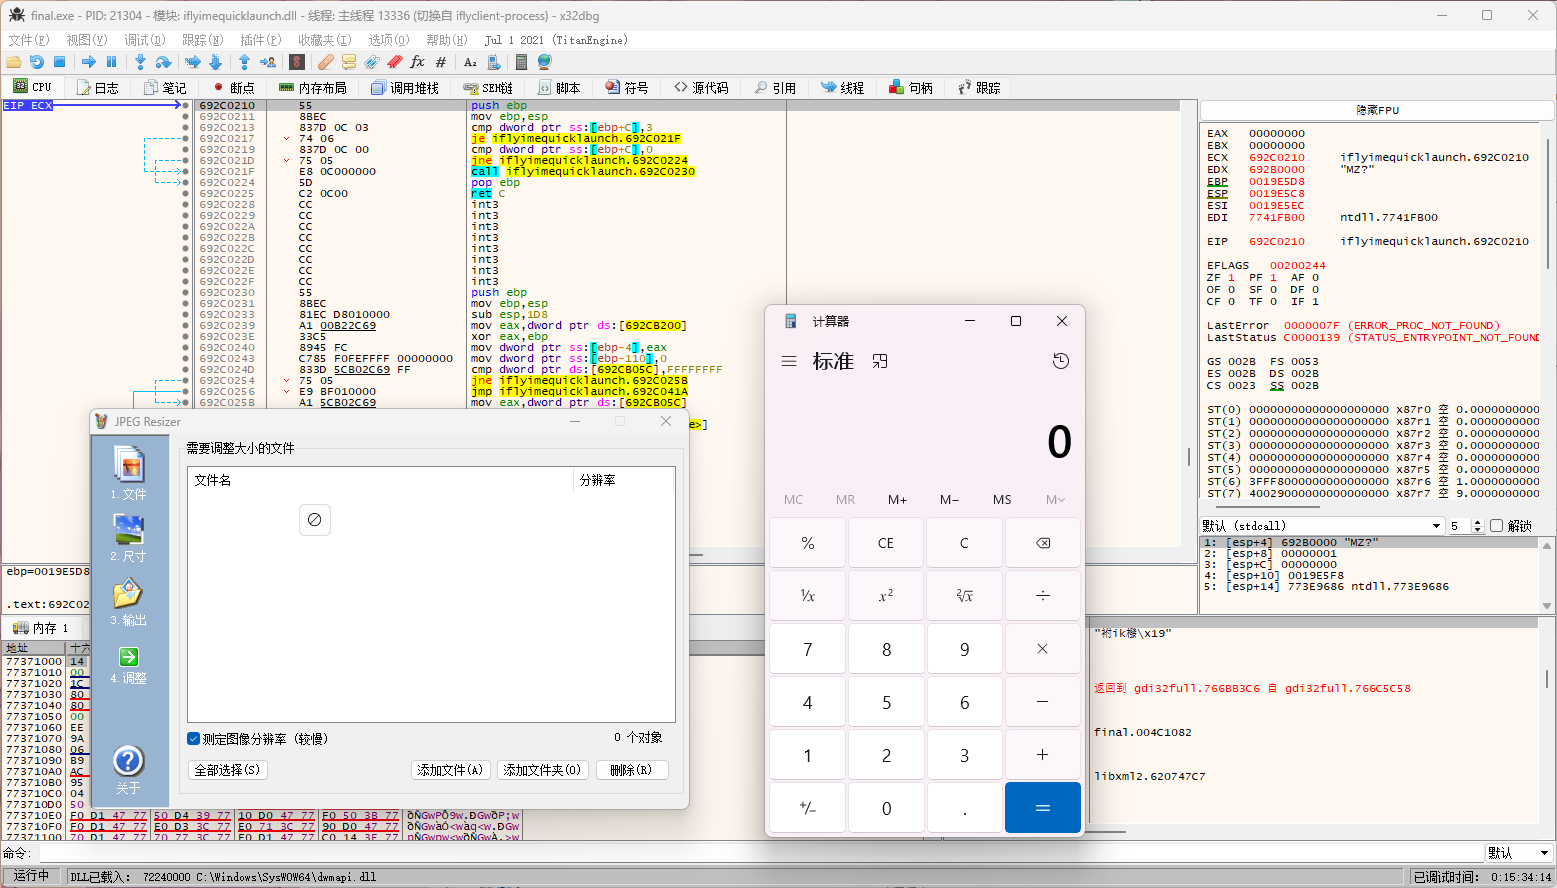 final.exe - PID: 21304 - 模块: iflyimequicklaunch.dll - 线程: 主线程 13336 (切换自 iflyclient-process) - x32dbg
文件(F) 视图(V) 调试(D) 跟踪(N) 插件(P) 收藏夹(I) 选项(O) 帮助(H) Jul 1 2021 (TitanEngine)
CPU 日志 笔记 断点 内存布局 调用堆栈 SEH链 脚本 符号 源代码 引用 线程 句柄 跟踪
EIP ECX
692C0210 55 push ebp
692C0211 8BEC mov ebp,esp
692C0213 837D 0C 03 cmp dword ptr ss:[ebp+C],3
692C0217 74 06 je iflyimequicklaunch.692C021F
692C0219 837D 0C 00 cmp dword ptr ss:[ebp+C],0
692C021D 75 05 jne iflyimequicklaunch.692C0224
692C021F E8 0C000000 call iflyimequicklaunch.692C0230
692C0224 5D pop ebp
692C0225 C2 0C00 ret C
692C0228 CC int3
692C0229 CC int3
692C022A CC int3
692C022B CC int3
692C022C CC int3
692C022D CC int3
692C022E CC int3
692C022F CC int3
692C0230 55 push ebp
692C0231 8BEC mov ebp,esp
692C0233 81EC D8010000 sub esp,1D8
692C0239 A1 00B22C69 mov eax,dword ptr ds:[692CB200]
692C023E 33C5 xor eax,ebp
692C0240 8945 FC mov dword ptr ss:[ebp-4],eax
692C0243 C785 F0FEFFFF 00000000 mov dword ptr ss:[ebp-110],0
692C024D 833D 5CB02C69 FF cmp dword ptr ds:[692CB05C],FFFFFFFF
692C0254 75 05 jne iflyimequicklaunch.692C025B
692C0256 E9 BF010000 jmp iflyimequicklaunch.692C041A
692C025B A1 5CB02C69 mov eax,dword ptr ds:[692CB05C]
e>]
隐藏FPU
EAX 00000000
EBX 00000000
ECX 692C0210 iflyimequicklaunch.692C0210
EDX 692B0000 "MZ?"
EBP 0019E5D8
ESP 0019E5C8
ESI 0019E5EC
EDI 7741FB00 ntdll.7741FB00
EIP 692C0210 iflyimequicklaunch.692C0210
EFLAGS 00200244
ZF 1 PF 1 AF 0
OF 0 SF 0 DF 0
CF 0 TF 0 IF 1
LastError 0000007F (ERROR_PROC_NOT_FOUND)
LastStatus C0000139 (STATUS_ENTRYPOINT_NOT_FOUND
GS 002B FS 0053
ES 002B DS 002B
CS 0023 SS 002B
ST(0) 00000000000000000000 x87r0 空 0.0000000000
ST(1) 00000000000000000000 x87r1 空 0.0000000000
ST(2) 00000000000000000000 x87r2 空 0.0000000000
ST(3) 00000000000000000000 x87r3 空 0.0000000000
ST(4) 00000000000000000000 x87r4 空 0.0000000000
ST(5) 00000000000000000000 x87r5 空 0.0000000000
ST(6) 3FFF8000000000000000 x87r6 空 1.0000000000
ST(7) 40029000000000000000 x87r7 空 9.0000000000
默认 (stdcall) 5 解锁
1: [esp+4] 692B0000 "MZ?"
2: [esp+8] 00000001
3: [esp+C] 00000000
4: [esp+10] 0019E5F8
5: [esp+14] 773E9686 ntdll.773E9686
ebp=0019E5D8
.text:692C02
内存 1
地址 十六
77371000 14
77371010 00
77371020 1C
77371030 80
77371040 80
77371050 00
77371060 EE
77371070 9A
77371080 06
77371090 B9
773710A0 AC
773710B0 95
773710C0 04
773710D0 50
773710E0 F0 D1 47 77 50 D4 39 77 10 D0 47 77 F0 50 3B 77
773710F0 F0 D1 47 77 E0 D3 3C 77 E0 71 3C 77 90 D0 47 77
返回到 gdi32full.766BB3C6 自 gdi32full.766C5C58
final.004C1082
libxml2.620747C7
JPEG Resizer
1.文件
2.尺寸
3.输出
4.调整
关于
需要调整大小的文件
文件名 分辨率
测定图像分辨率 (较慢) 0 个对象
全部选择(S) 添加文件(A) 添加文件夹(O) 删除(R)
计算器
标准
0
MC MR M+ M− MS M
% CE C
¹/x x² ²√x ÷
7 8 9 ×
4 5 6 −
1 2 3 +
+/− 0 . =
命令: 默认
运行中 DLL已载入: 72240000 C:\Windows\SysWOW64\dwmapi.dll 已调试时间: 0:15:34:14